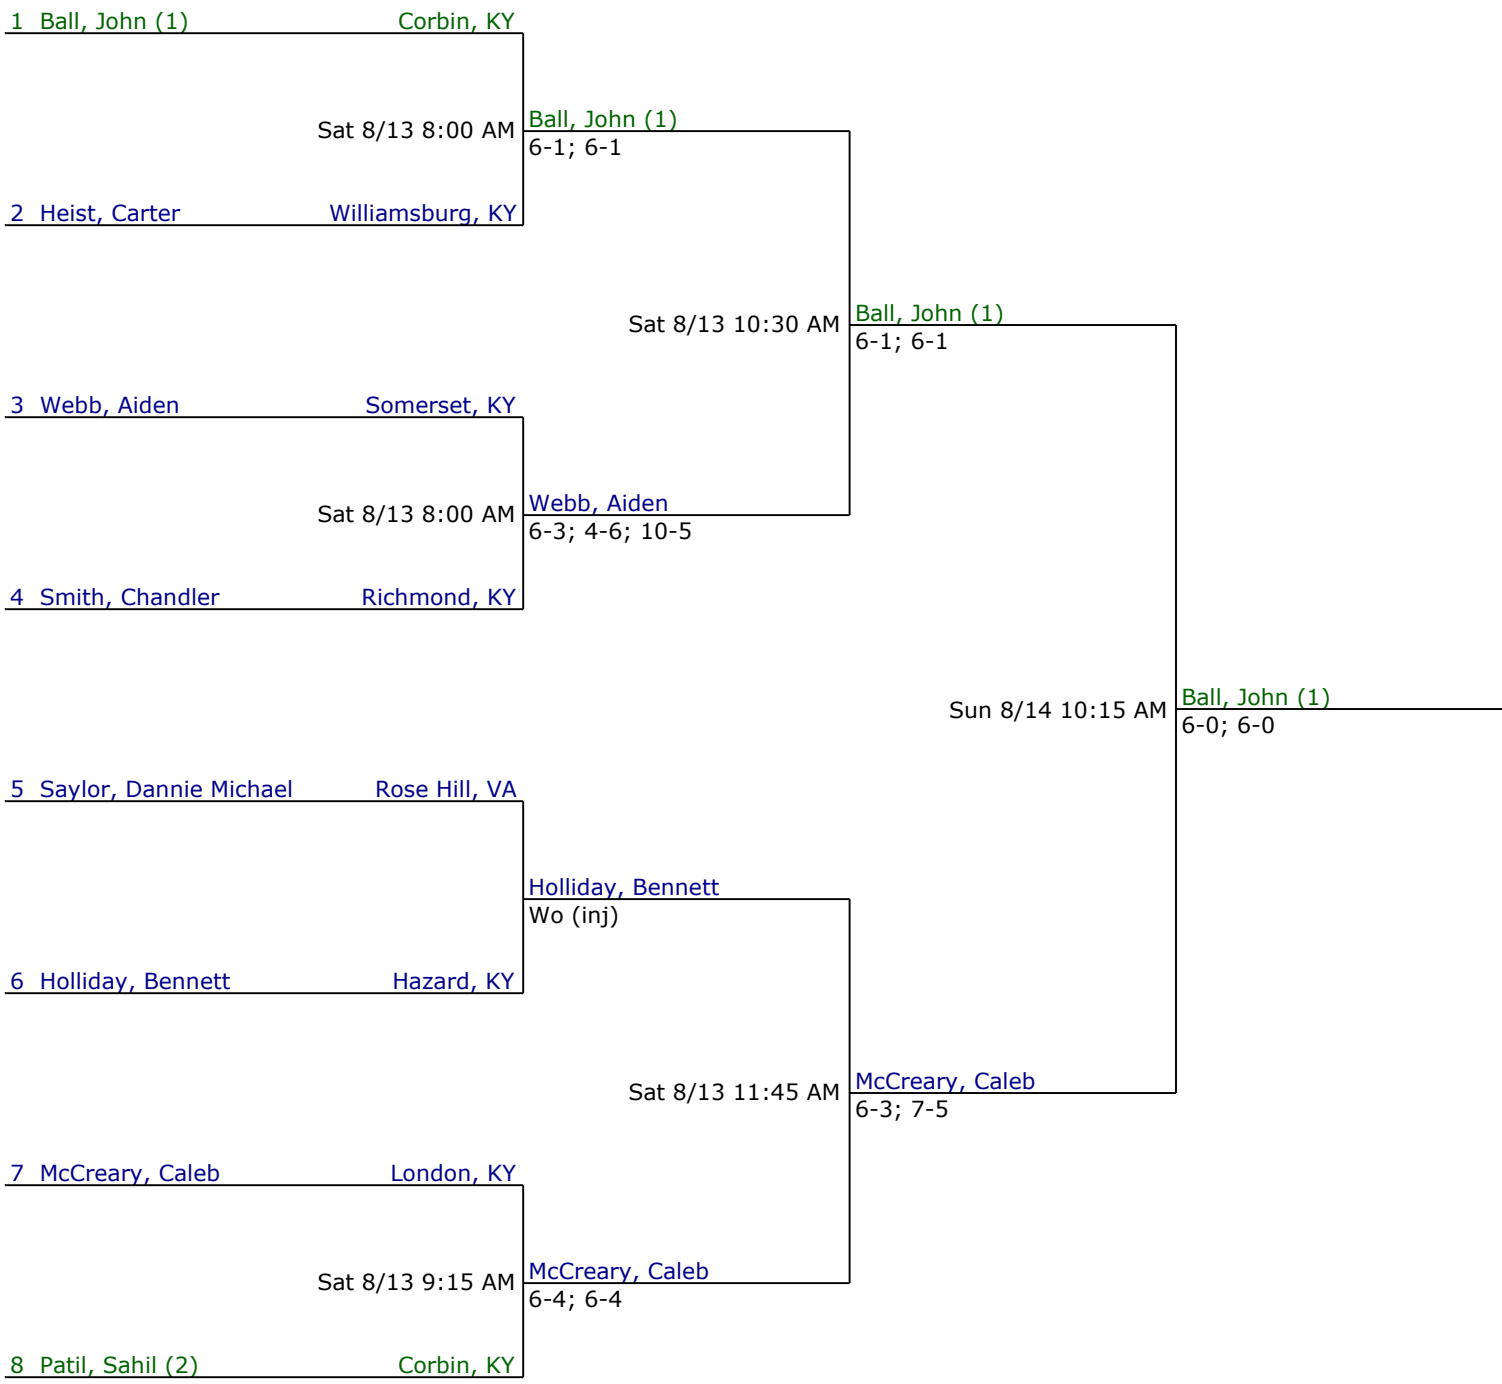 1 Ball, John (1) Corbin, KY
Sat 8/13 8:00 AM
Ball, John (1)
6-1; 6-1
2 Heist, Carter Williamsburg, KY
Sat 8/13 10:30 AM
Ball, John (1)
6-1; 6-1
3 Webb, Aiden Somerset, KY
Sat 8/13 8:00 AM
Webb, Aiden
6-3; 4-6; 10-5
4 Smith, Chandler Richmond, KY
Sun 8/14 10:15 AM
Ball, John (1)
6-0; 6-0
5 Saylor, Dannie Michael Rose Hill, VA
Holliday, Bennett
Wo (inj)
6 Holliday, Bennett Hazard, KY
Sat 8/13 11:45 AM
McCreary, Caleb
6-3; 7-5
7 McCreary, Caleb London, KY
Sat 8/13 9:15 AM
McCreary, Caleb
6-4; 6-4
8 Patil, Sahil (2) Corbin, KY